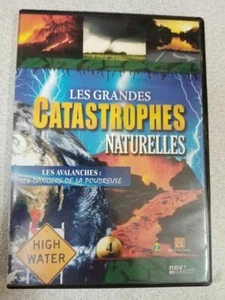 LES GRANDES
CATASTROPHES
NATURELLES
LES AVALANCHES :
LES DANGERS DE LA POUDREUSE
HIGH
WATER
4
H